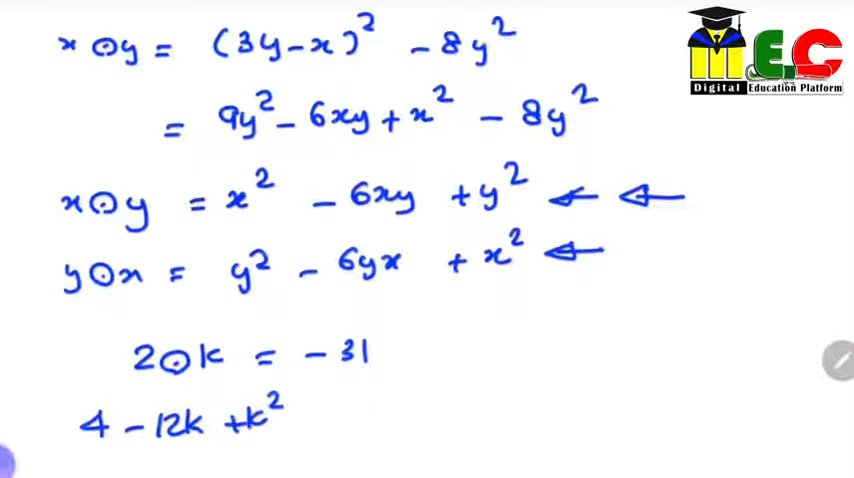 x ⊙ y = (3y - x)² - 8y²
MEC
Digital Education Platform
= 9y² - 6xy + x² - 8y²
x ⊙ y = x² - 6xy + y² ← ←
y ⊙ x = y² - 6yx + x² ←
2 ⊙ k = - 31
4 - 12k + k²